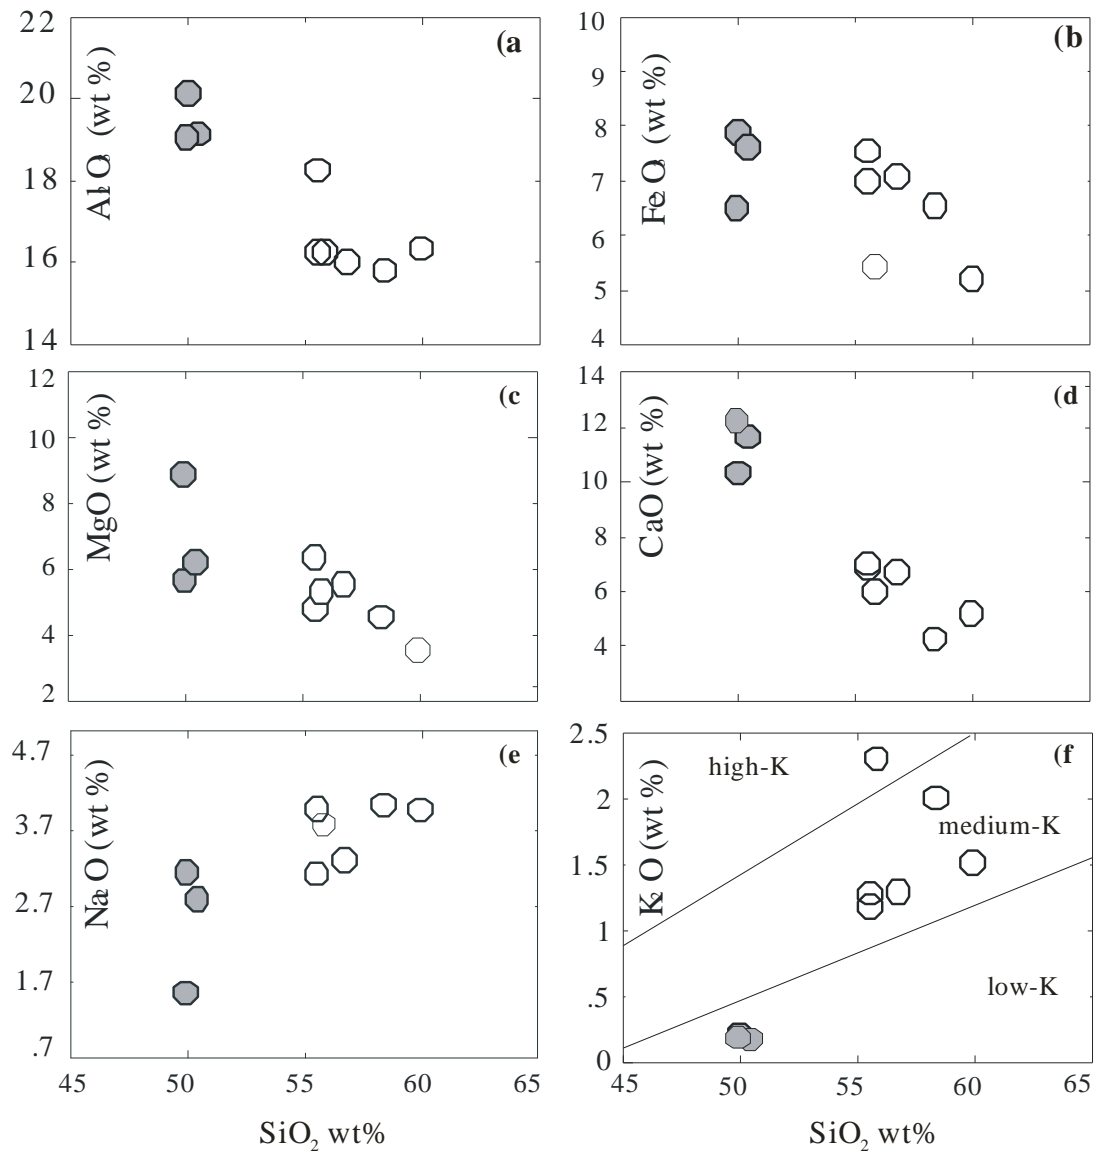 22
20
18
16
14
Al2O3 (wt %)
(a
10
9
8
7
6
5
4
Fe2O3 (wt %)
(b
12
10
8
6
4
2
MgO (wt %)
(c
14
12
10
8
6
4
CaO (wt %)
(d
4.7
3.7
2.7
1.7
.7
Na2O (wt %)
(e
45 50 55 60 65
SiO2 wt%
2.5
2
1.5
1
.5
0
K2O (wt %)
(f
high-K
medium-K
low-K
45 50 55 60 65
SiO2 wt%